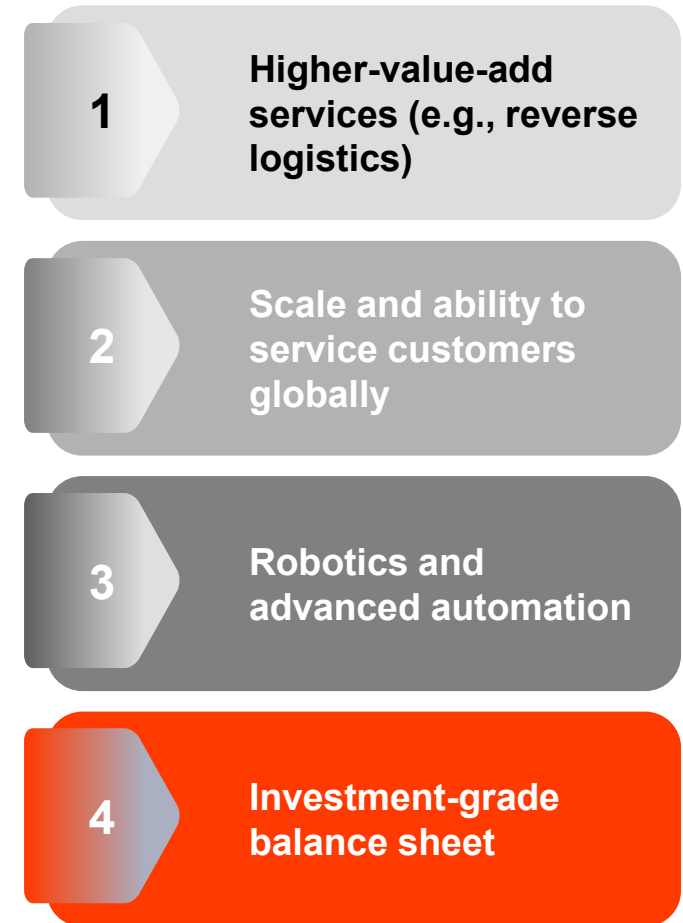 1
Higher-value-add
services (e.g., reverse
logistics)
2
Scale and ability to
service customers
globally
3
Robotics and
advanced automation
4
Investment-grade
balance sheet